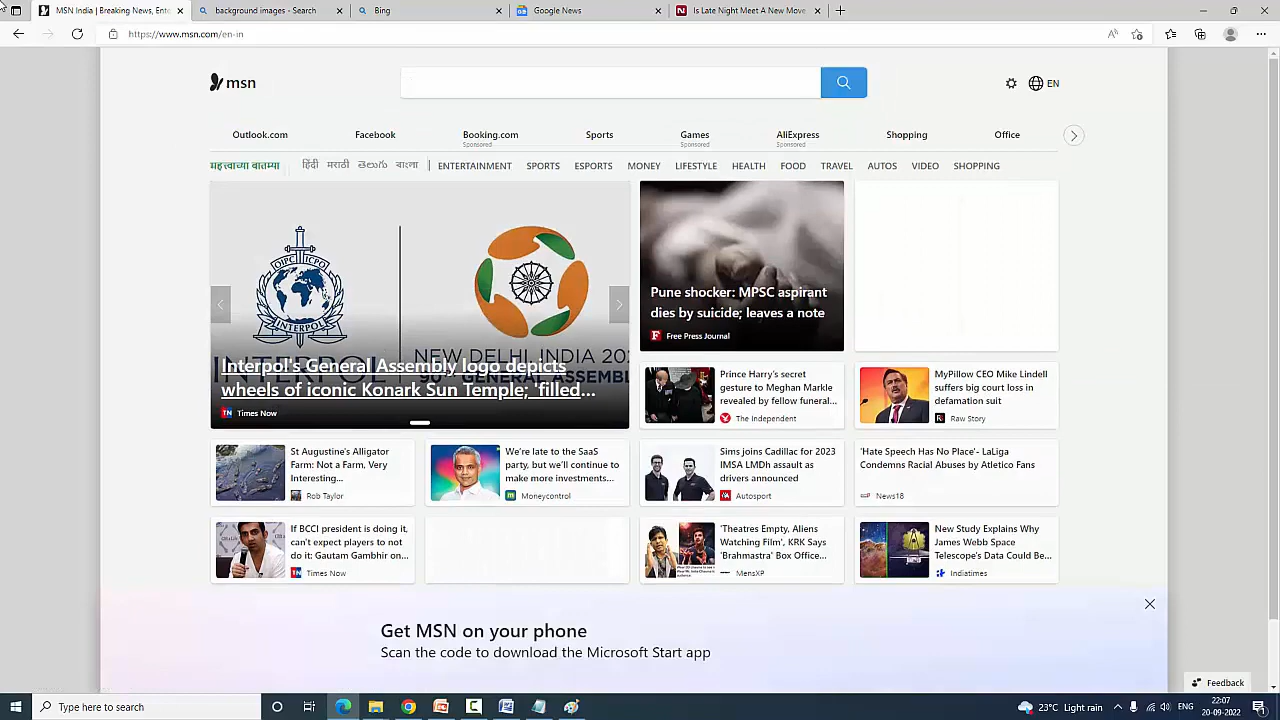 MSN India | Breaking News, Ente
background images - Search
Bing
Google News
Is Late Night Meet A New Move
https://www.msn.com/en-in
msn
EN
Outlook.com
Facebook
Booking.com
Sponsored
Sports
Games
Sponsored
AliExpress
Sponsored
Shopping
Office
महत्त्वाच्या बातम्या
हिंदी
मराठी
తెలుగు
বাংলা
ENTERTAINMENT
SPORTS
ESPORTS
MONEY
LIFESTYLE
HEALTH
FOOD
TRAVEL
AUTOS
VIDEO
SHOPPING
OIPC ICPO
INTERPOL
INTERPOL
NEW DELHI, INDIA 202
GENERAL ASSEMBL
Interpol's General Assembly logo depicts
wheels of iconic Konark Sun Temple; 'filled...
TN Times Now
Pune shocker: MPSC aspirant
dies by suicide; leaves a note
Free Press Journal
Prince Harry's secret
gesture to Meghan Markle
revealed by fellow funeral...
The Independent
MyPillow CEO Mike Lindell
suffers big court loss in
defamation suit
Raw Story
St Augustine's Alligator
Farm: Not a Farm, Very
Interesting...
Rob Taylor
We're late to the SaaS
party, but we'll continue to
make more investments...
Moneycontrol
Sims joins Cadillac for 2023
IMSA LMDh assault as
drivers announced
Autosport
'Hate Speech Has No Place'- LaLiga
Condemns Racial Abuses by Atletico Fans
News18
If BCCI president is doing it,
can't expect players to not
do it: Gautam Gambhir on...
TN Times Now
'Theatres Empty, Aliens
Watching Film', KRK Says
'Brahmastra' Box Office...
MensXP
New Study Explains Why
James Webb Space
Telescope's Data Could Be...
Indiatimes
Get MSN on your phone
Scan the code to download the Microsoft Start app
Feedback
Type here to search
23°C Light rain
ENG
22:07
20-09-2022